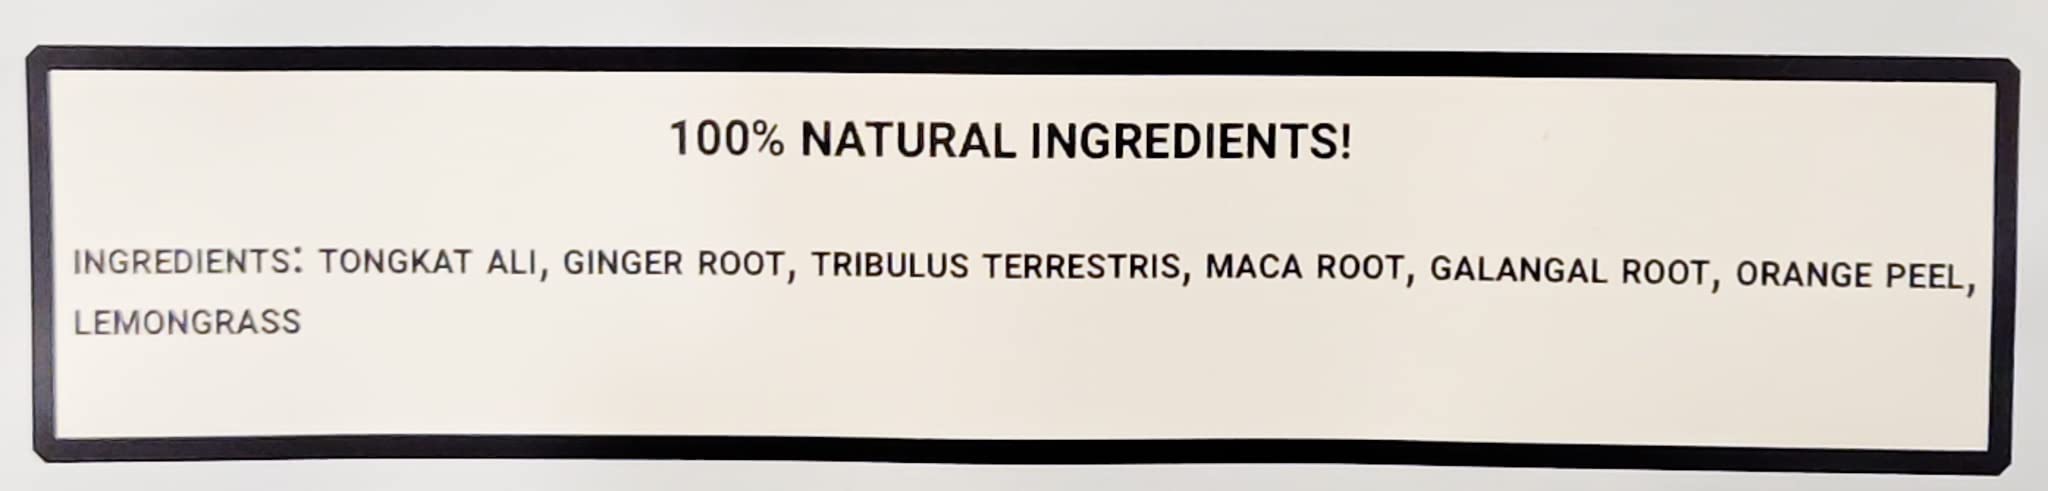 100% NATURAL INGREDIENTS!
INGREDIENTS: TONGKAT ALI, GINGER ROOT, TRIBULUS TERRESTRIS, MACA ROOT, GALANGAL ROOT, ORANGE PEEL,
LEMONGRASS